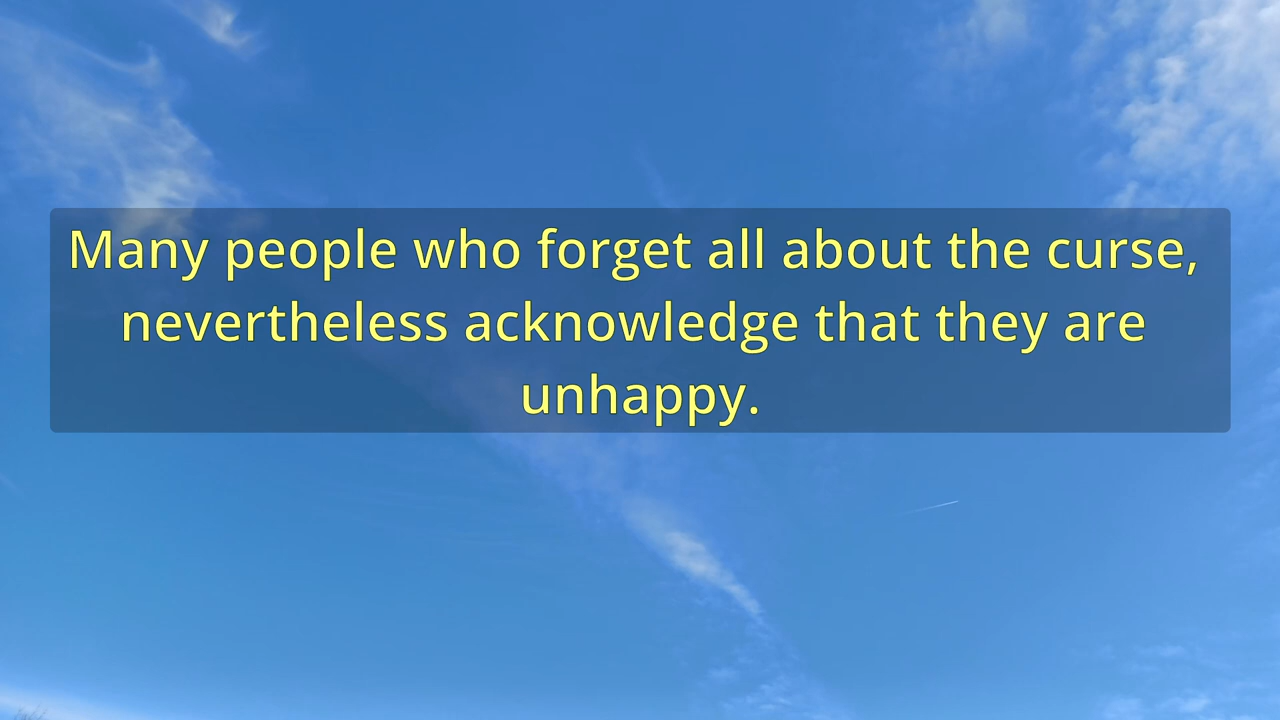 Many people who forget all about the curse,
nevertheless acknowledge that they are
unhappy.